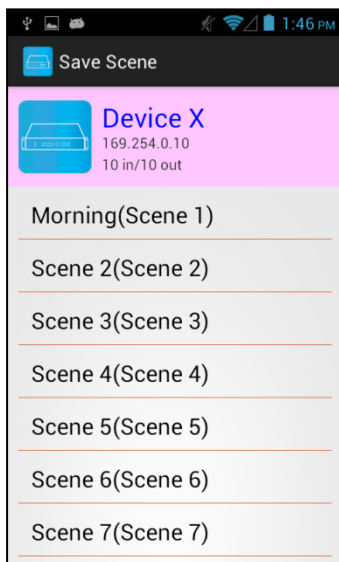 1:46 PM
Save Scene
Device X
169.254.0.10
10 in/10 out
Morning(Scene 1)
Scene 2(Scene 2)
Scene 3(Scene 3)
Scene 4(Scene 4)
Scene 5(Scene 5)
Scene 6(Scene 6)
Scene 7(Scene 7)